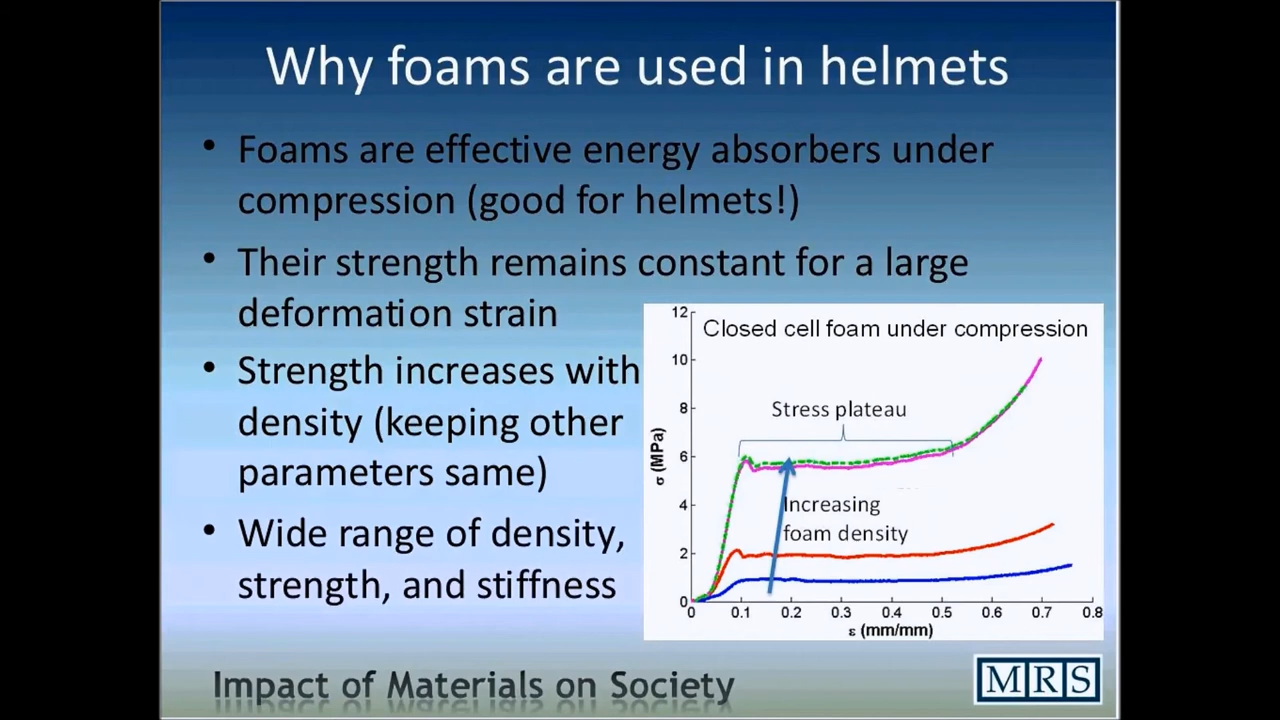 Why foams are used in helmets
• Foams are effective energy absorbers under
compression (good for helmets!)
• Their strength remains constant for a large
deformation strain
• Strength increases with
density (keeping other
parameters same)
• Wide range of density,
strength, and stiffness
Closed cell foam under compression
12
10
8
6
4
2
0
σ (MPa)
Stress plateau
Increasing
foam density
0 0.1 0.2 0.3 0.4 0.5 0.6 0.7 0.8
ε (mm/mm)
Impact of Materials on Society
MRS